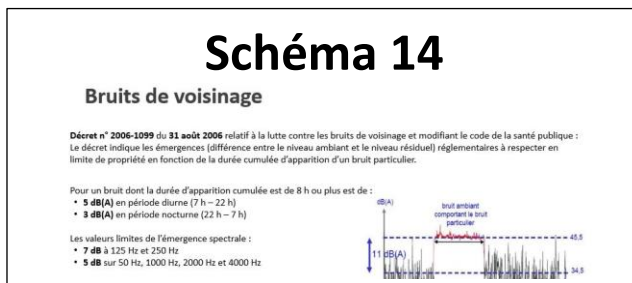 Schéma 14
Bruits de voisinage
Décret n° 2006-1099 du 31 août 2006 relatif à la lutte contre les bruits de voisinage et modifiant le code de la santé publique :
Le décret indique les émergences (différence entre le niveau ambiant et le niveau résiduel) réglementaires à respecter en
limite de propriété en fonction de la durée cumulée d'apparition d'un bruit particulier.
Pour un bruit dont la durée d'apparition cumulée est de 8 h ou plus est de :
• 5 dB(A) en période diurne (7 h – 22 h)
• 3 dB(A) en période nocturne (22 h – 7 h)
Les valeurs limites de l'émergence spectrale :
• 7 dB à 125 Hz et 250 Hz
• 5 dB sur 50 Hz, 1000 Hz, 2000 Hz et 4000 Hz
dB(A)
bruit ambiant
comportant le bruit
particulier
45,5
11 dB(A)
34,5